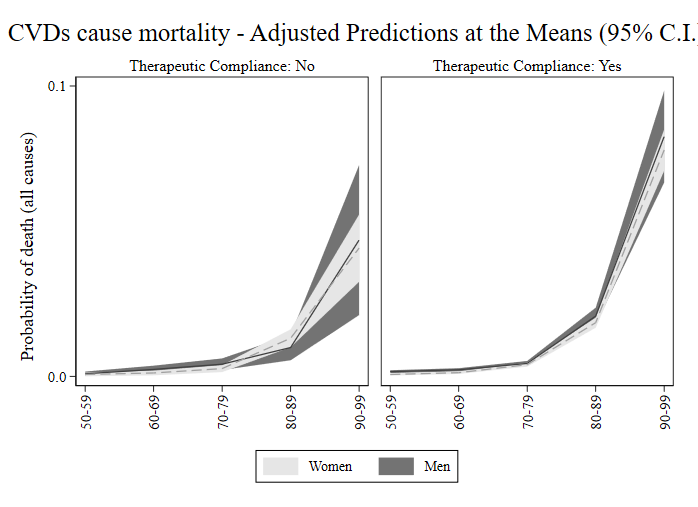 CVDs cause mortality - Adjusted Predictions at the Means (95% C.I.
Therapeutic Compliance: No
Therapeutic Compliance: Yes
Probability of death (all causes)
0.1
0.0
50-59
60-69
70-79
80-89
90-99
50-59
60-69
70-79
80-89
90-99
Women
Men